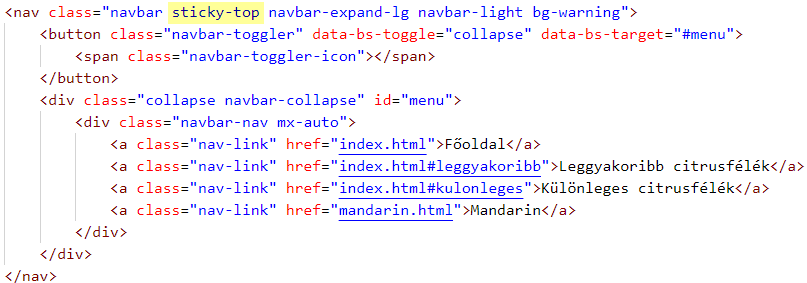 <nav class="navbar sticky-top navbar-expand-lg navbar-light bg-warning">
<button class="navbar-toggler" data-bs-toggle="collapse" data-bs-target="#menu">
<span class="navbar-toggler-icon"></span>
</button>
<div class="collapse navbar-collapse" id="menu">
<div class="navbar-nav mx-auto">
<a class="nav-link" href="index.html">Főoldal</a>
<a class="nav-link" href="index.html#leggyakoribb">Leggyakoribb citrusfélék</a>
<a class="nav-link" href="index.html#kulonleges">Különleges citrusfélék</a>
<a class="nav-link" href="mandarin.html">Mandarin</a>
</div>
</div>
</nav>